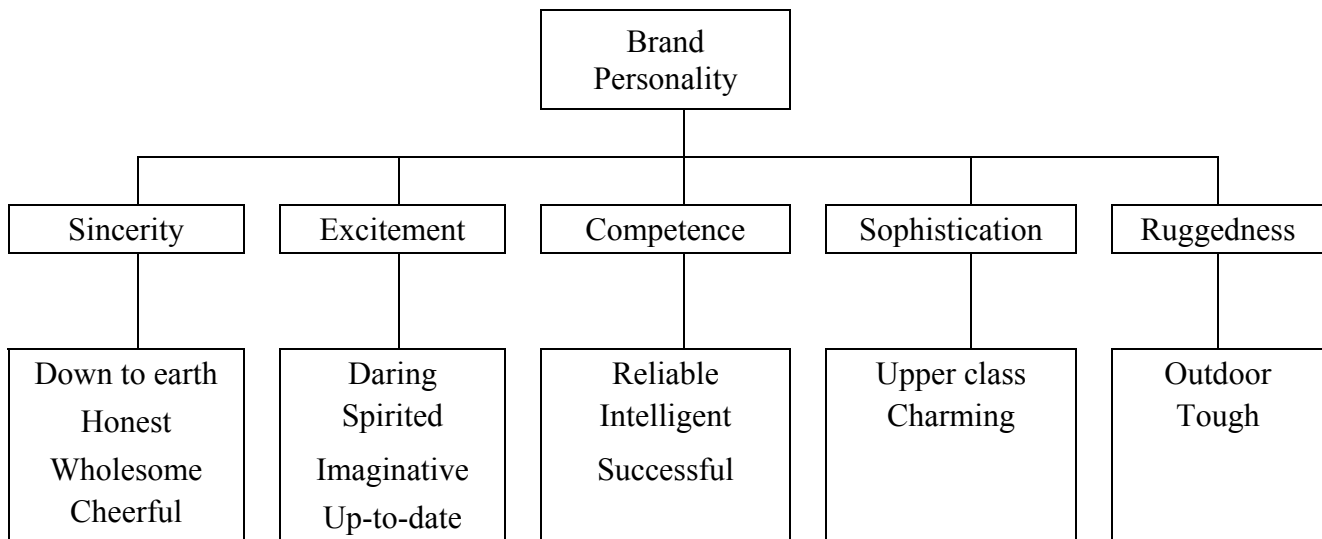 Brand
Personality
Sincerity
Excitement
Competence
Sophistication
Ruggedness
Down to earth
Honest
Wholesome
Cheerful
Daring
Spirited
Imaginative
Up-to-date
Reliable
Intelligent
Successful
Upper class
Charming
Outdoor
Tough